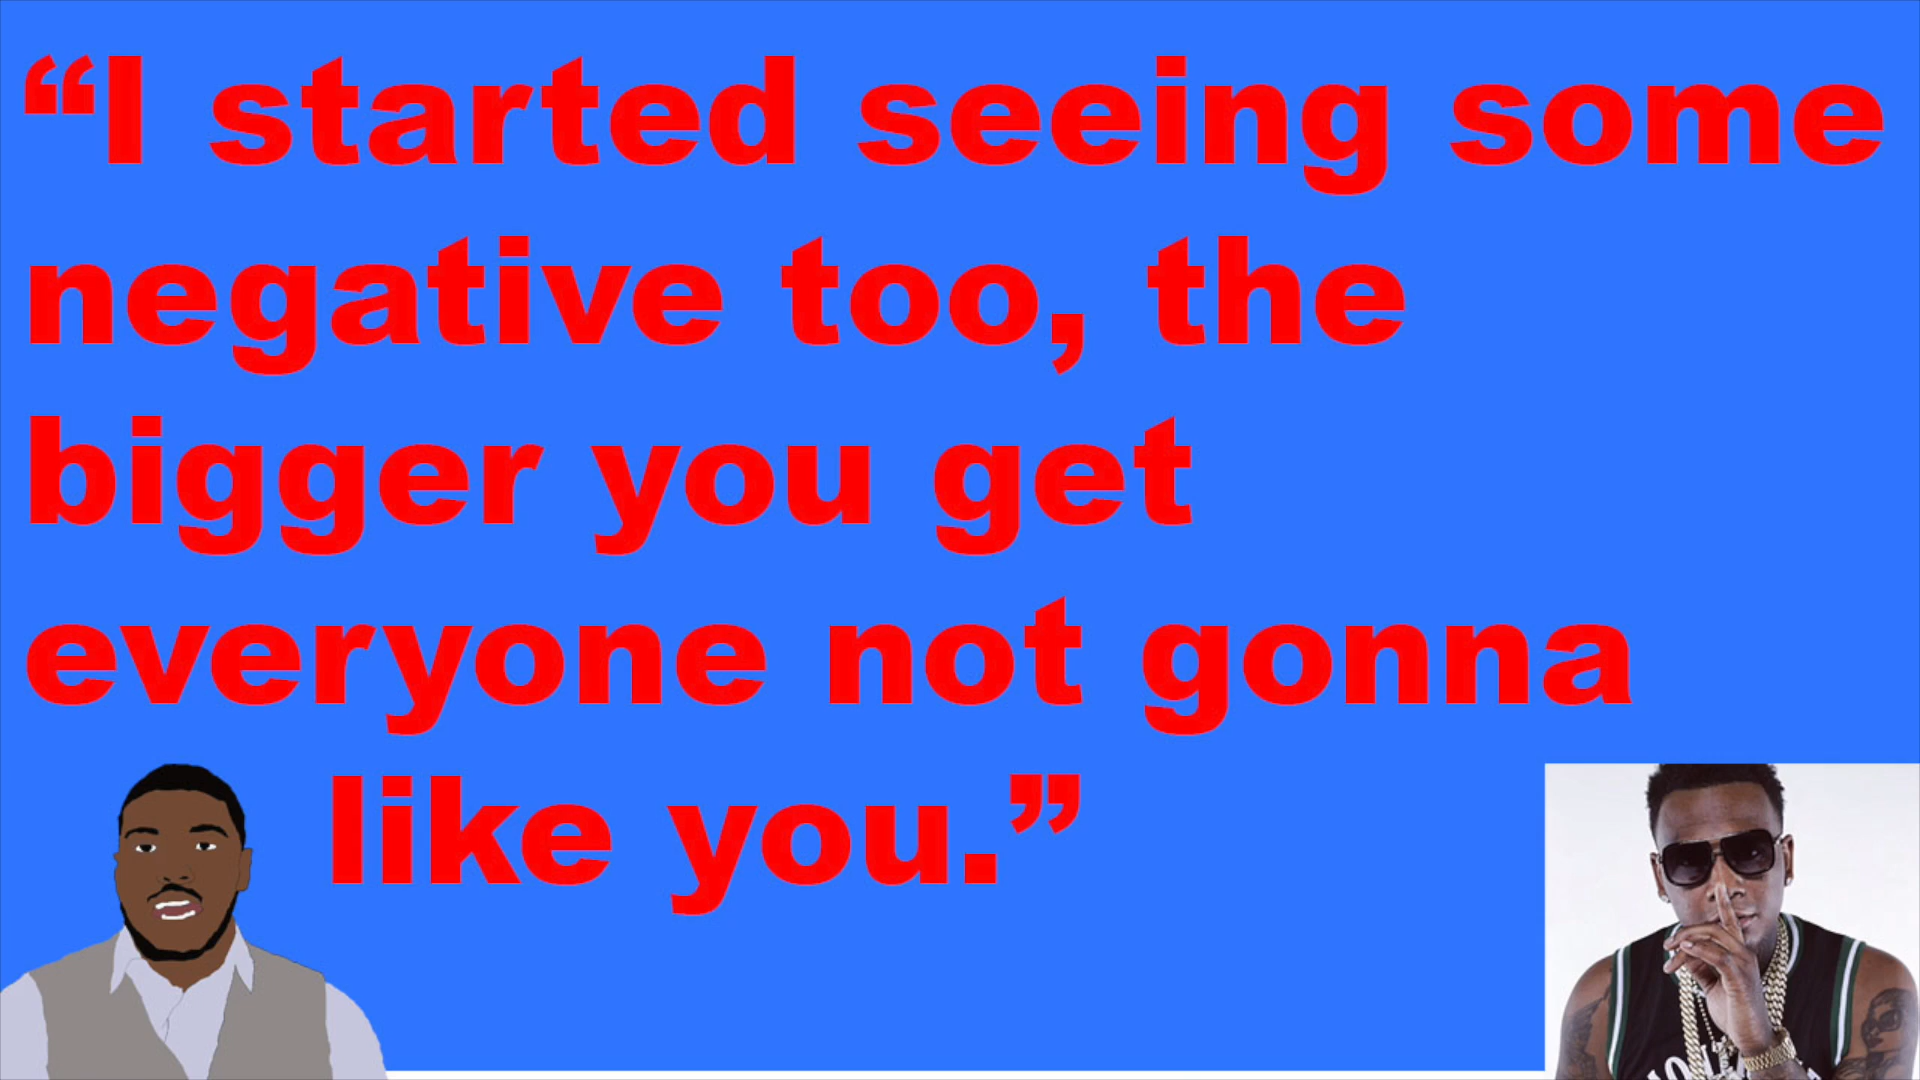 “I started seeing some
negative too, the
bigger you get
everyone not gonna
like you.”